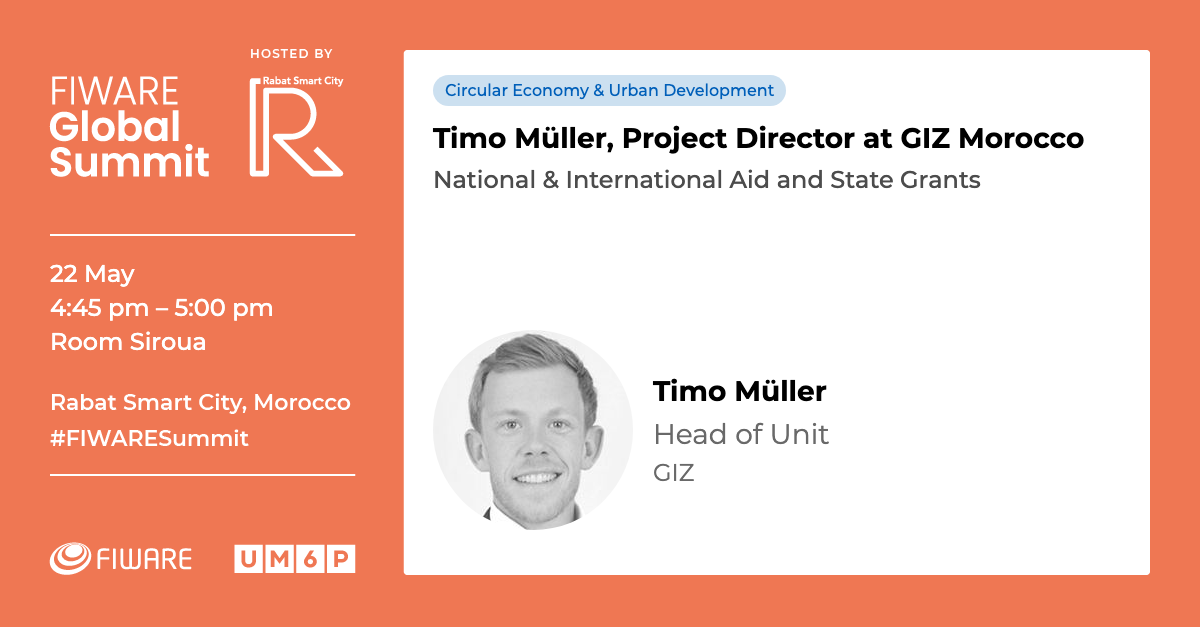 FIWARE
Global
Summit
HOSTED BY
Rabat Smart City
R
22 May
4:45 pm – 5:00 pm
Room Siroua
Rabat Smart City, Morocco
#FIWARESummit
FIWARE
UM6P
Circular Economy & Urban Development
Timo Müller, Project Director at GIZ Morocco
National & International Aid and State Grants
Timo Müller
Head of Unit
GIZ